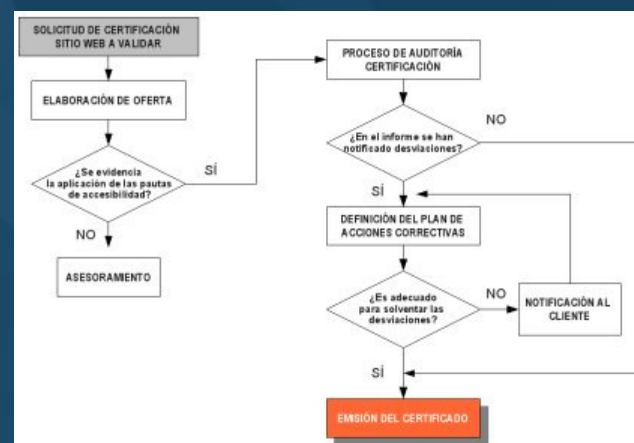 SOLICITUD DE CERTIFICACIÓN
SITIO WEB A VALIDAR
ELABORACIÓN DE OFERTA
¿Se evidencia
la aplicación de las pautas
de accesibilidad?
SÍ
NO
ASESORAMIENTO
PROCESO DE AUDITORÍA
CERTIFICACIÓN
¿En el informe se han
notificado desviaciones?
NO
SÍ
DEFINICIÓN DEL PLAN DE
ACCIONES CORRECTIVAS
¿Es adecuado
para solventar las
desviaciones?
NO
NOTIFICACIÓN AL
CLIENTE
SÍ
EMISIÓN DEL CERTIFICADO